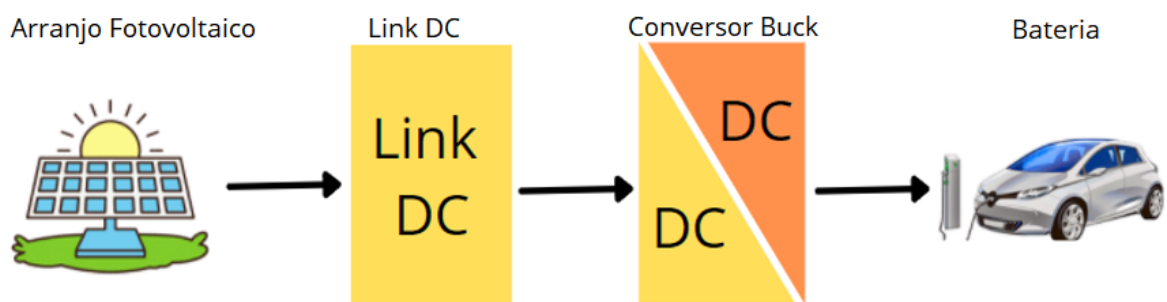 Arranjo Fotovoltaico
Link DC
Conversor Buck
Bateria
Link
DC
DC
DC